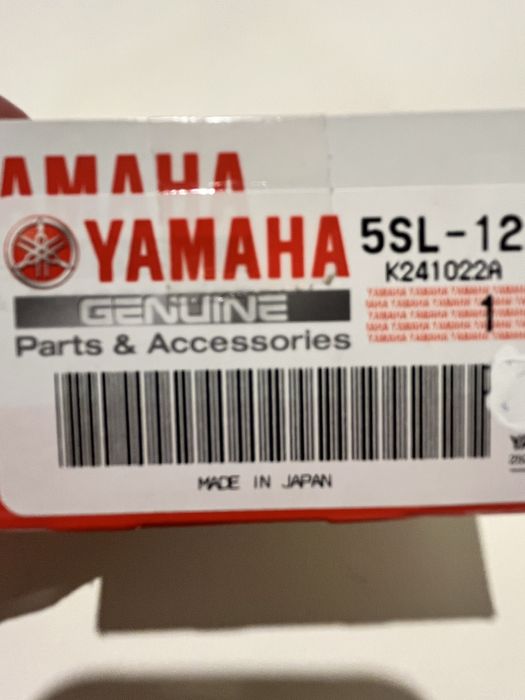 YAMAHA
YAMAHA
5SL-12
K241022A
GENUINE
1
Parts & Accessories
MADE IN JAPAN